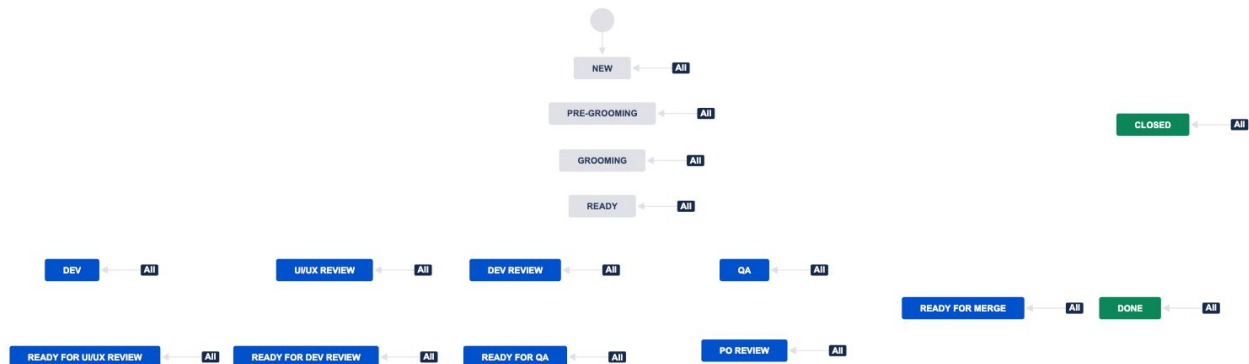 NEW All
PRE-GROOMING All
CLOSED All
GROOMING All
READY All
DEV All UI/UX REVIEW All DEV REVIEW All QA All
READY FOR MERGE All DONE All
READY FOR UI/UX REVIEW All READY FOR DEV REVIEW All READY FOR QA All PO REVIEW All